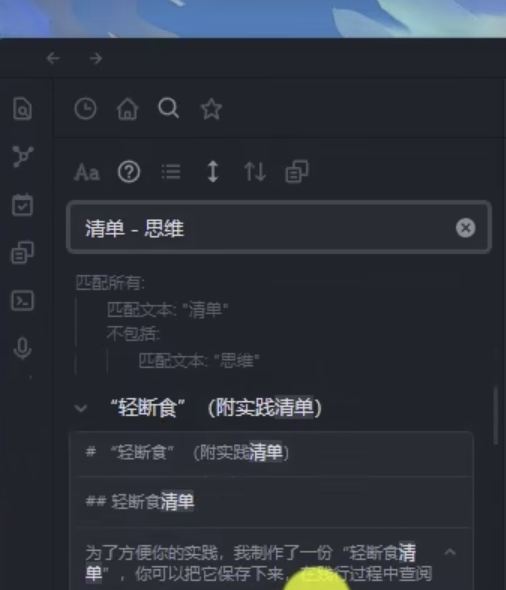 Aa
清单 - 思维
匹配所有:
匹配文本: "清单"
不包括:
匹配文本: "思维"
“轻断食” （附实践清单）
# “轻断食” （附实践清单）
## 轻断食清单
为了方便你的实践，我制作了一份“轻断食清
单”，你可以把它保存下来，在践行过程中查阅